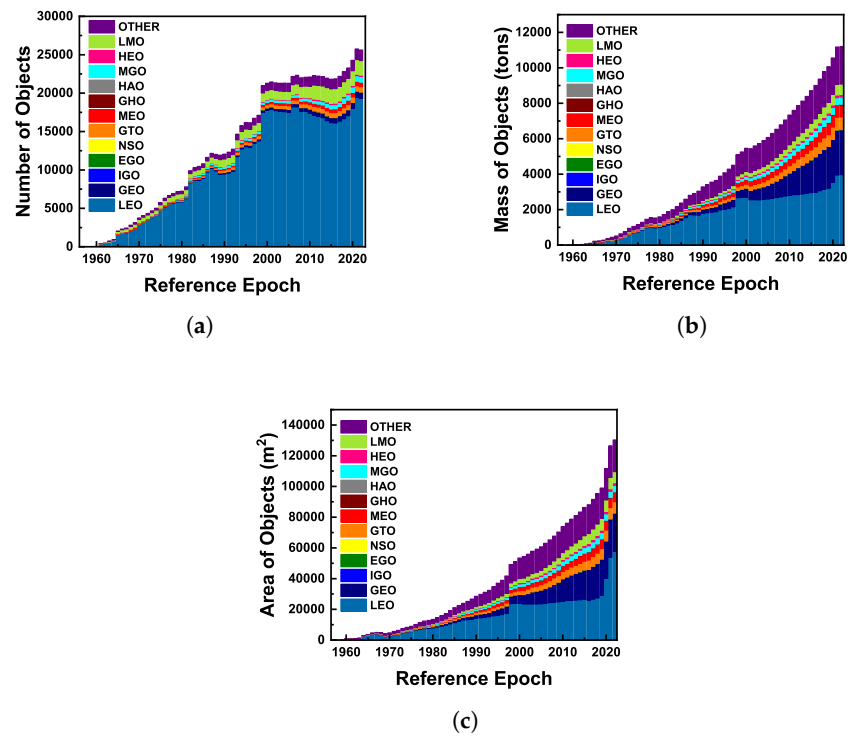 30000
25000
20000
15000
10000
5000
0
Number of Objects
OTHER
LMO
HEO
MGO
HAO
GHO
MEO
GTO
NSO
EGO
IGO
GEO
LEO
1960 1970 1980 1990 2000 2010 2020
Reference Epoch
(a)
12000
10000
8000
6000
4000
2000
0
Mass of Objects (tons)
OTHER
LMO
HEO
MGO
HAO
GHO
MEO
GTO
NSO
EGO
IGO
GEO
LEO
1960 1970 1980 1990 2000 2010 2020
Reference Epoch
(b)
140000
120000
100000
80000
60000
40000
20000
0
Area of Objects (m²)
OTHER
LMO
HEO
MGO
HAO
GHO
MEO
GTO
NSO
EGO
IGO
GEO
LEO
1960 1970 1980 1990 2000 2010 2020
Reference Epoch
(c)